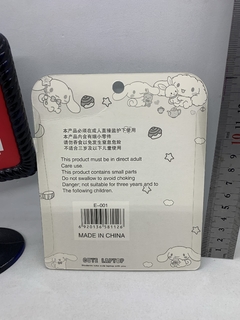 本产品必须在成人直接监护下使用
本产品内含有细小零件
请勿吞食以免发生窒息危险
不适合三岁及以下儿童使用
This product must be in direct adult
Care use.
This product contains small parts
Do not swallow to avoid choking
Danger; not suitable for three years and to
The following children.
E-001
MADE IN CHINA
CUTE LAPTOP